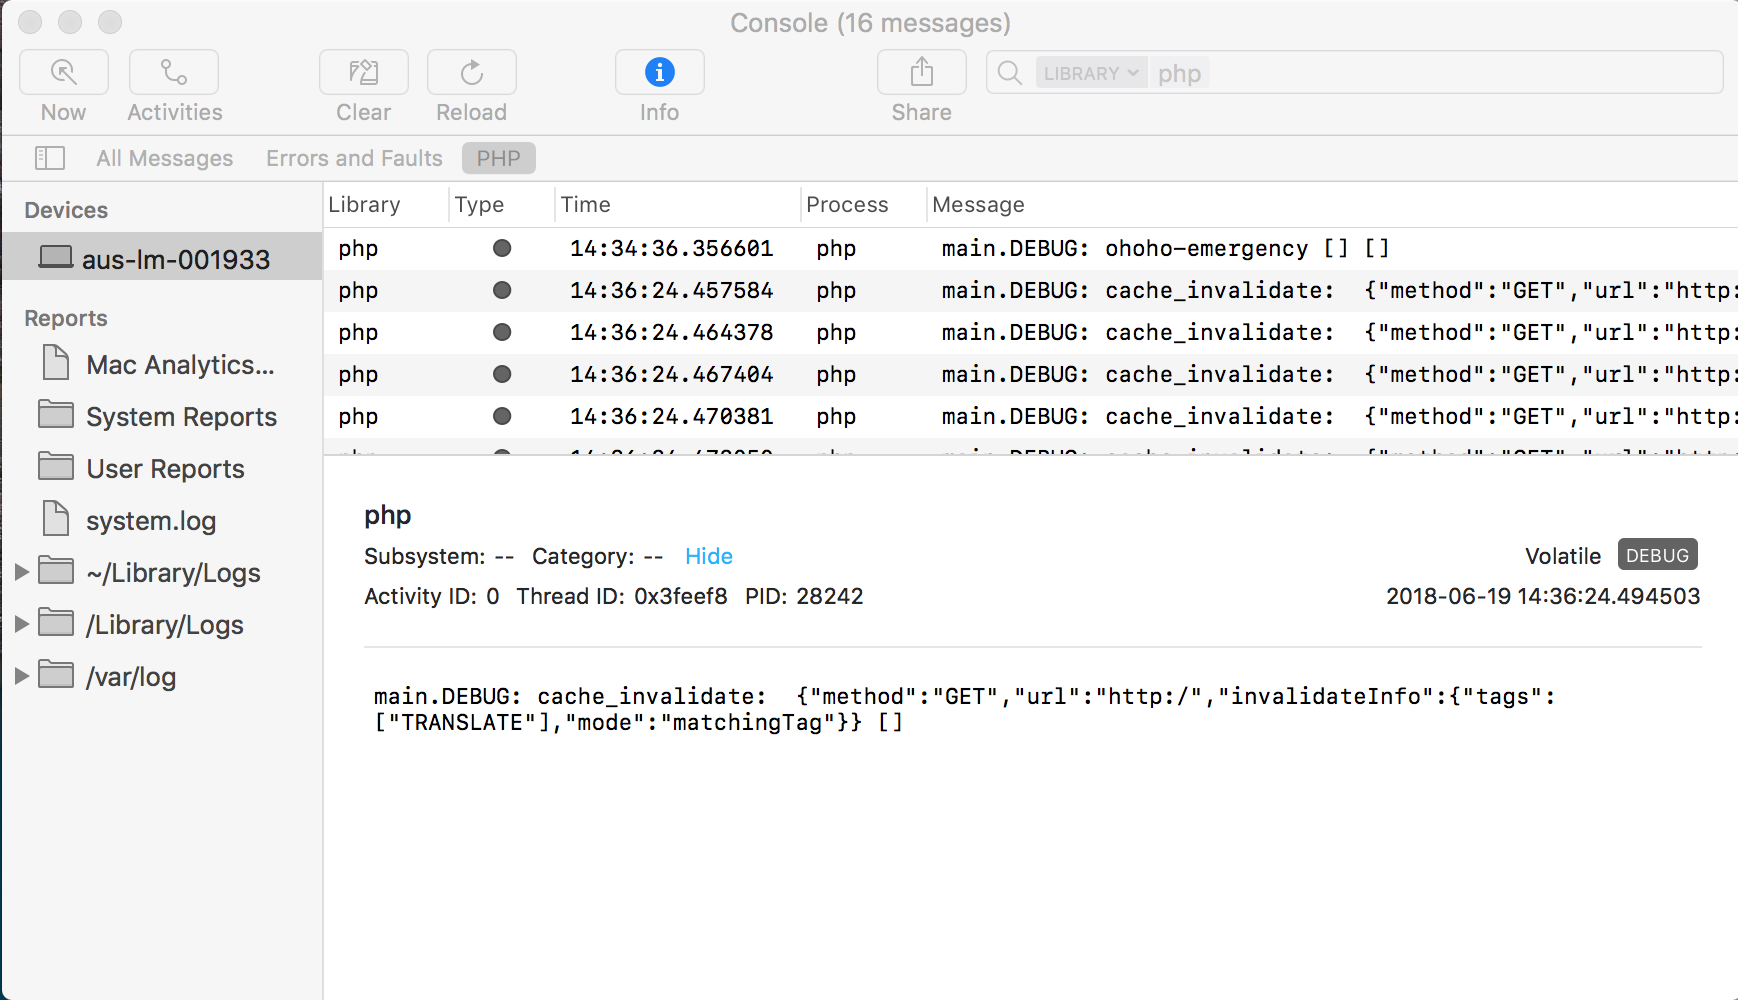 Console (16 messages)
LIBRARY php
Now Activities Clear Reload Info Share
All Messages Errors and Faults PHP
Devices
aus-lm-001933
Reports
Mac Analytics...
System Reports
User Reports
system.log
~/Library/Logs
/Library/Logs
/var/log
Library Type Time Process Message
php 14:34:36.356601 php main.DEBUG: ohoho-emergency [] []
php 14:36:24.457584 php main.DEBUG: cache_invalidate: {"method":"GET","url":"http:
php 14:36:24.464378 php main.DEBUG: cache_invalidate: {"method":"GET","url":"http:
php 14:36:24.467404 php main.DEBUG: cache_invalidate: {"method":"GET","url":"http:
php 14:36:24.470381 php main.DEBUG: cache_invalidate: {"method":"GET","url":"http:
php
Subsystem: -- Category: -- Hide Volatile DEBUG
Activity ID: 0 Thread ID: 0x3feef8 PID: 28242 2018-06-19 14:36:24.494503
main.DEBUG: cache_invalidate: {"method":"GET","url":"http:/","invalidateInfo":{"tags":
["TRANSLATE"],"mode":"matchingTag"}} []